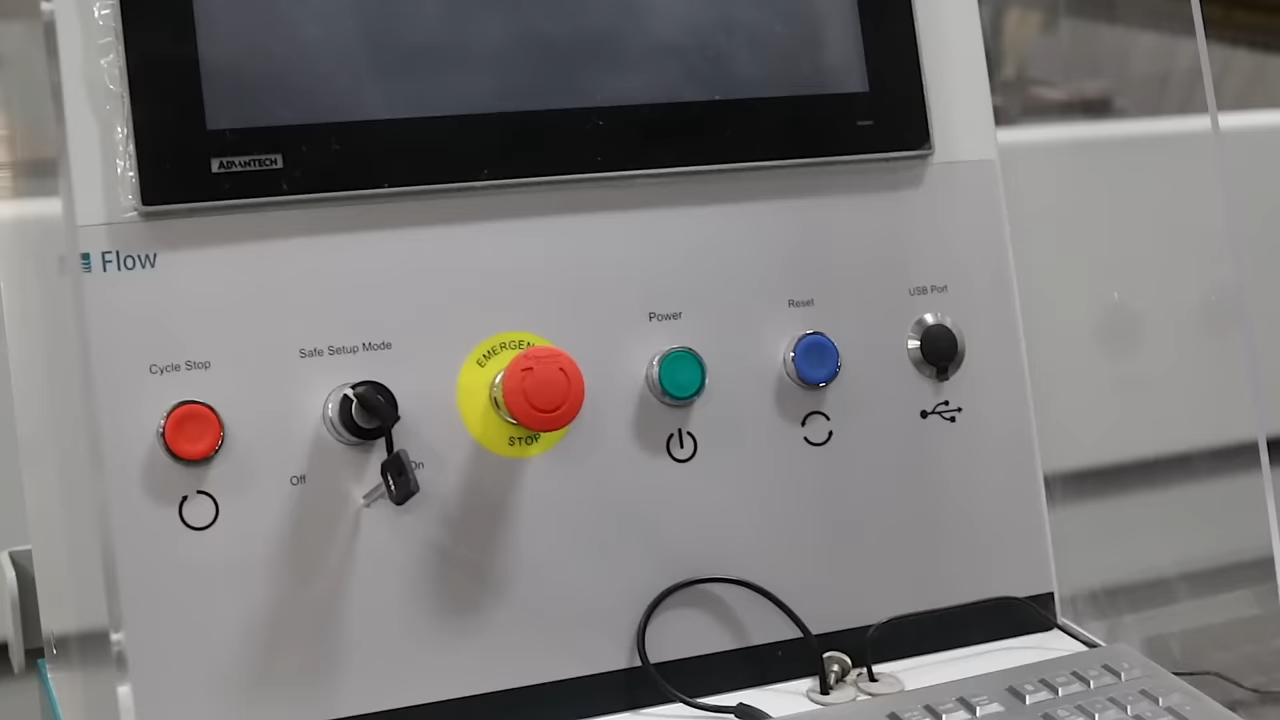 ADVANTECH
Flow
USB Port
Reset
Power
Safe Setup Mode
Cycle Stop
EMERGEN
STOP
Off
On